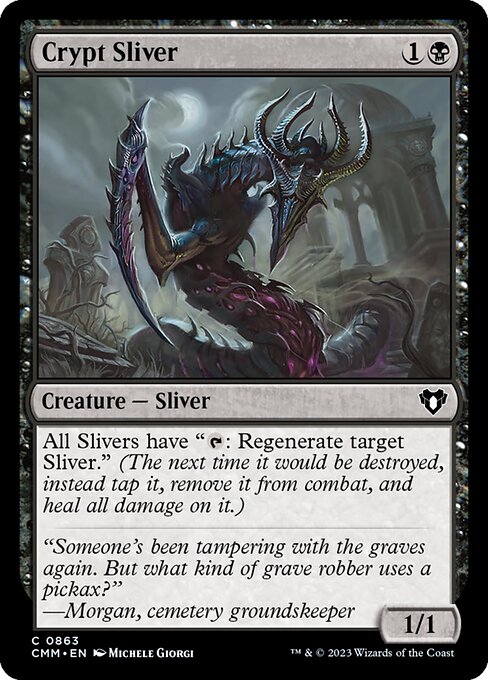 Crypt Sliver 1
Creature — Sliver
All Slivers have “: Regenerate target
Sliver.” (The next time it would be destroyed,
instead tap it, remove it from combat, and
heal all damage on it.)
“Someone’s been tampering with the graves
again. But what kind of grave robber uses a
pickax?”
—Morgan, cemetery groundskeeper
1/1
C 0863
CMM • EN Michele Giorgi
™ & © 2023 Wizards of the Coast